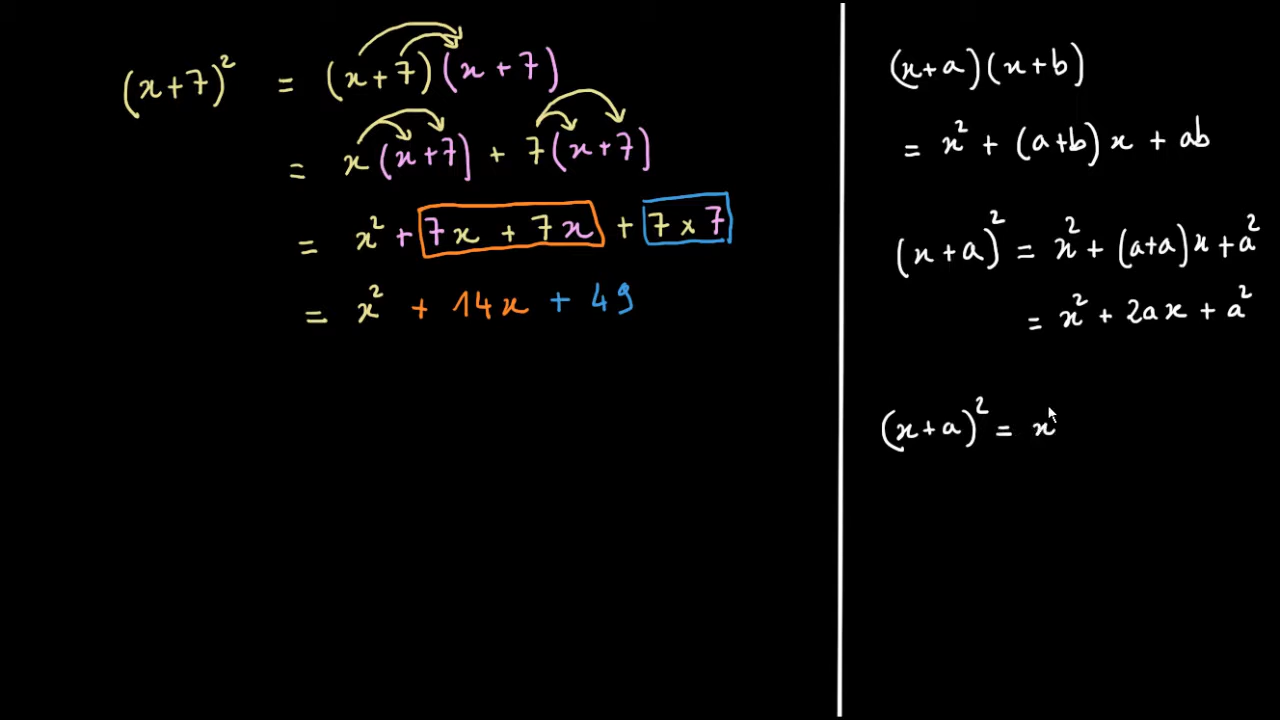 (x+7)² = (x+7)(x+7)
= x(x+7) + 7(x+7)
= x² + 7x + 7x + 7 × 7
= x² + 14x + 49
(x+a)(x+b)
= x² + (a+b)x + ab
(x+a)² = x² + (a+a)x + a²
= x² + 2ax + a²
(x+a)² = x